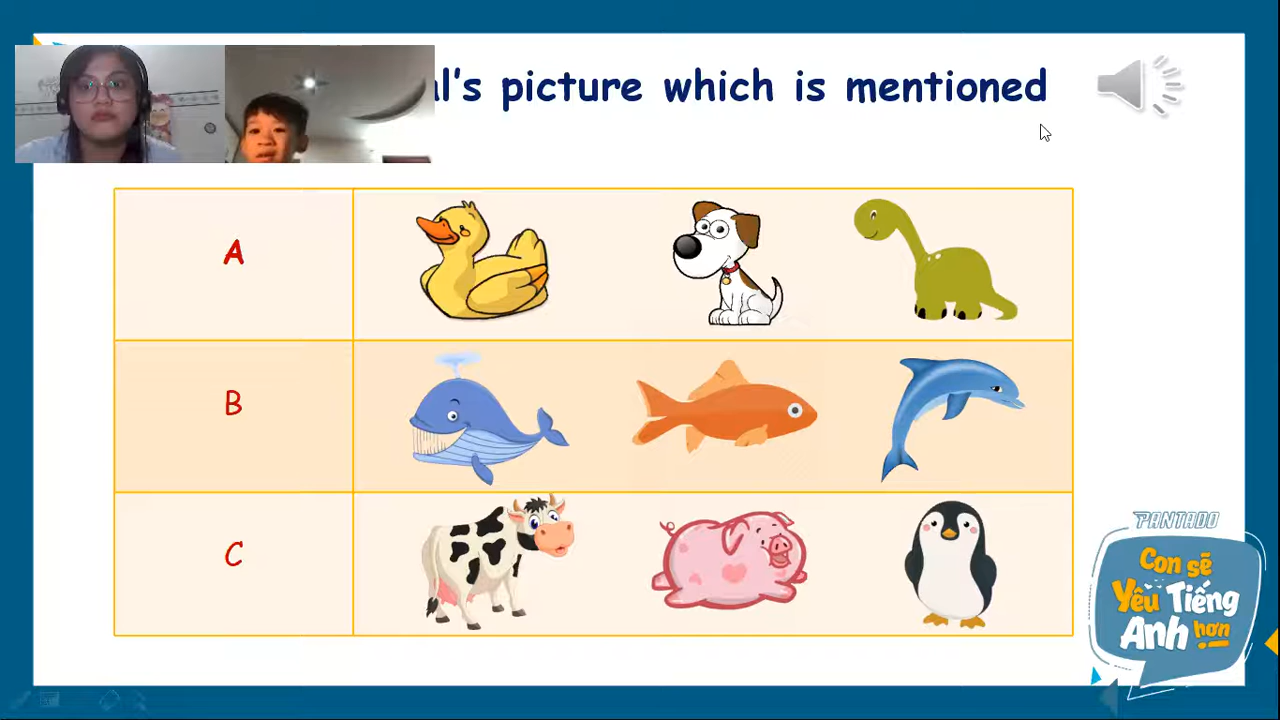 l's picture which is mentioned
A
B
C
PANTADO
Con sẽ
Yêu Tiếng
Anh hơn